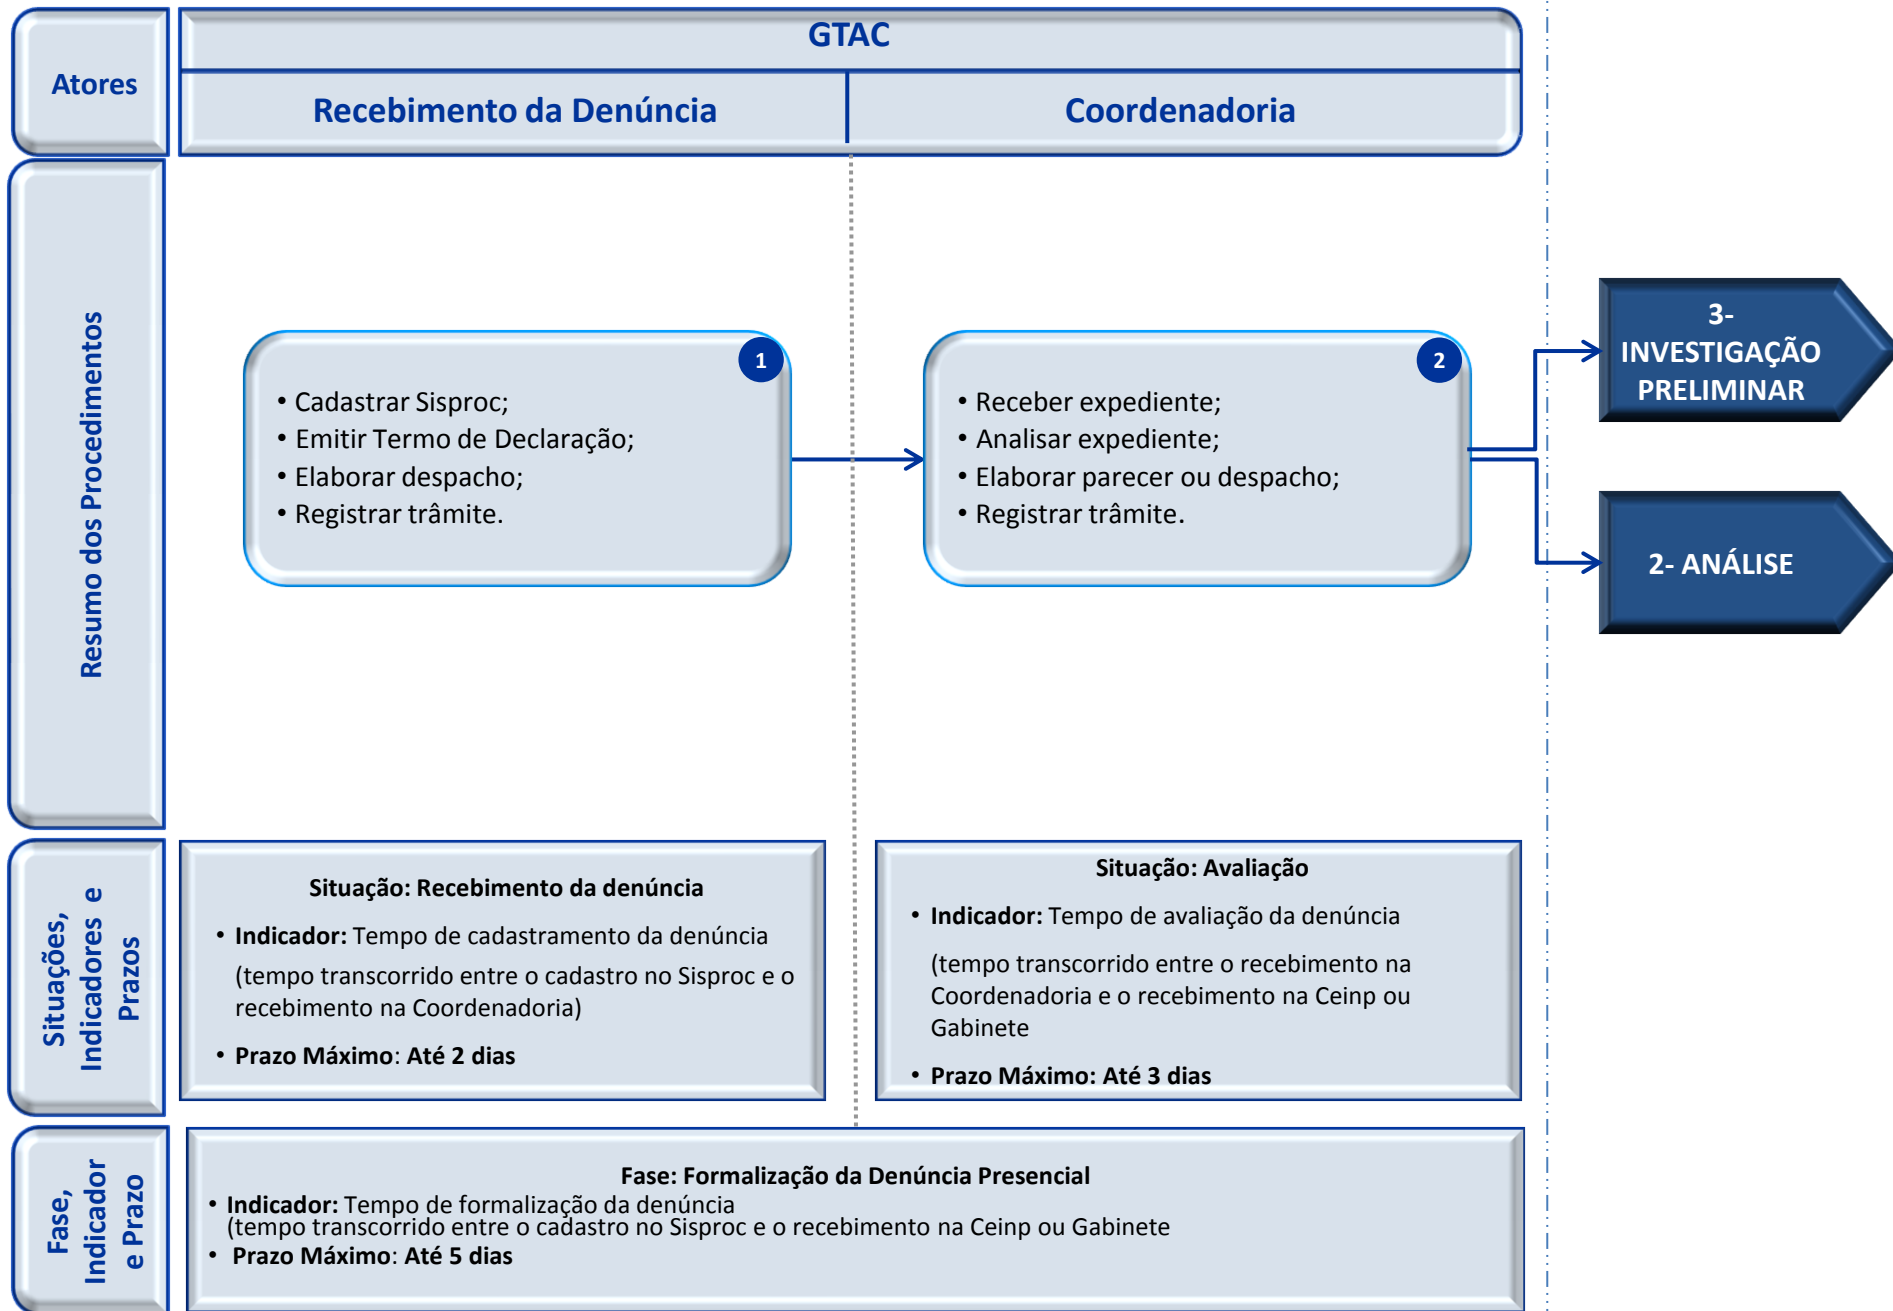 Atores
GTAC
Recebimento da Denúncia
Coordenadoria
Resumo dos Procedimentos
1
• Cadastrar Sisproc;
• Emitir Termo de Declaração;
• Elaborar despacho;
• Registrar trâmite.
2
• Receber expediente;
• Analisar expediente;
• Elaborar parecer ou despacho;
• Registrar trâmite.
3-
INVESTIGAÇÃO
PRELIMINAR
2- ANÁLISE
Situações,
Indicadores e
Prazos
Situação: Recebimento da denúncia
• Indicador: Tempo de cadastramento da denúncia
(tempo transcorrido entre o cadastro no Sisproc e o
recebimento na Coordenadoria)
• Prazo Máximo: Até 2 dias
Situação: Avaliação
• Indicador: Tempo de avaliação da denúncia
(tempo transcorrido entre o recebimento na
Coordenadoria e o recebimento na Ceinp ou
Gabinete
• Prazo Máximo: Até 3 dias
Fase,
Indicador
e Prazo
Fase: Formalização da Denúncia Presencial
• Indicador: Tempo de formalização da denúncia
(tempo transcorrido entre o cadastro no Sisproc e o recebimento na Ceinp ou Gabinete
• Prazo Máximo: Até 5 dias